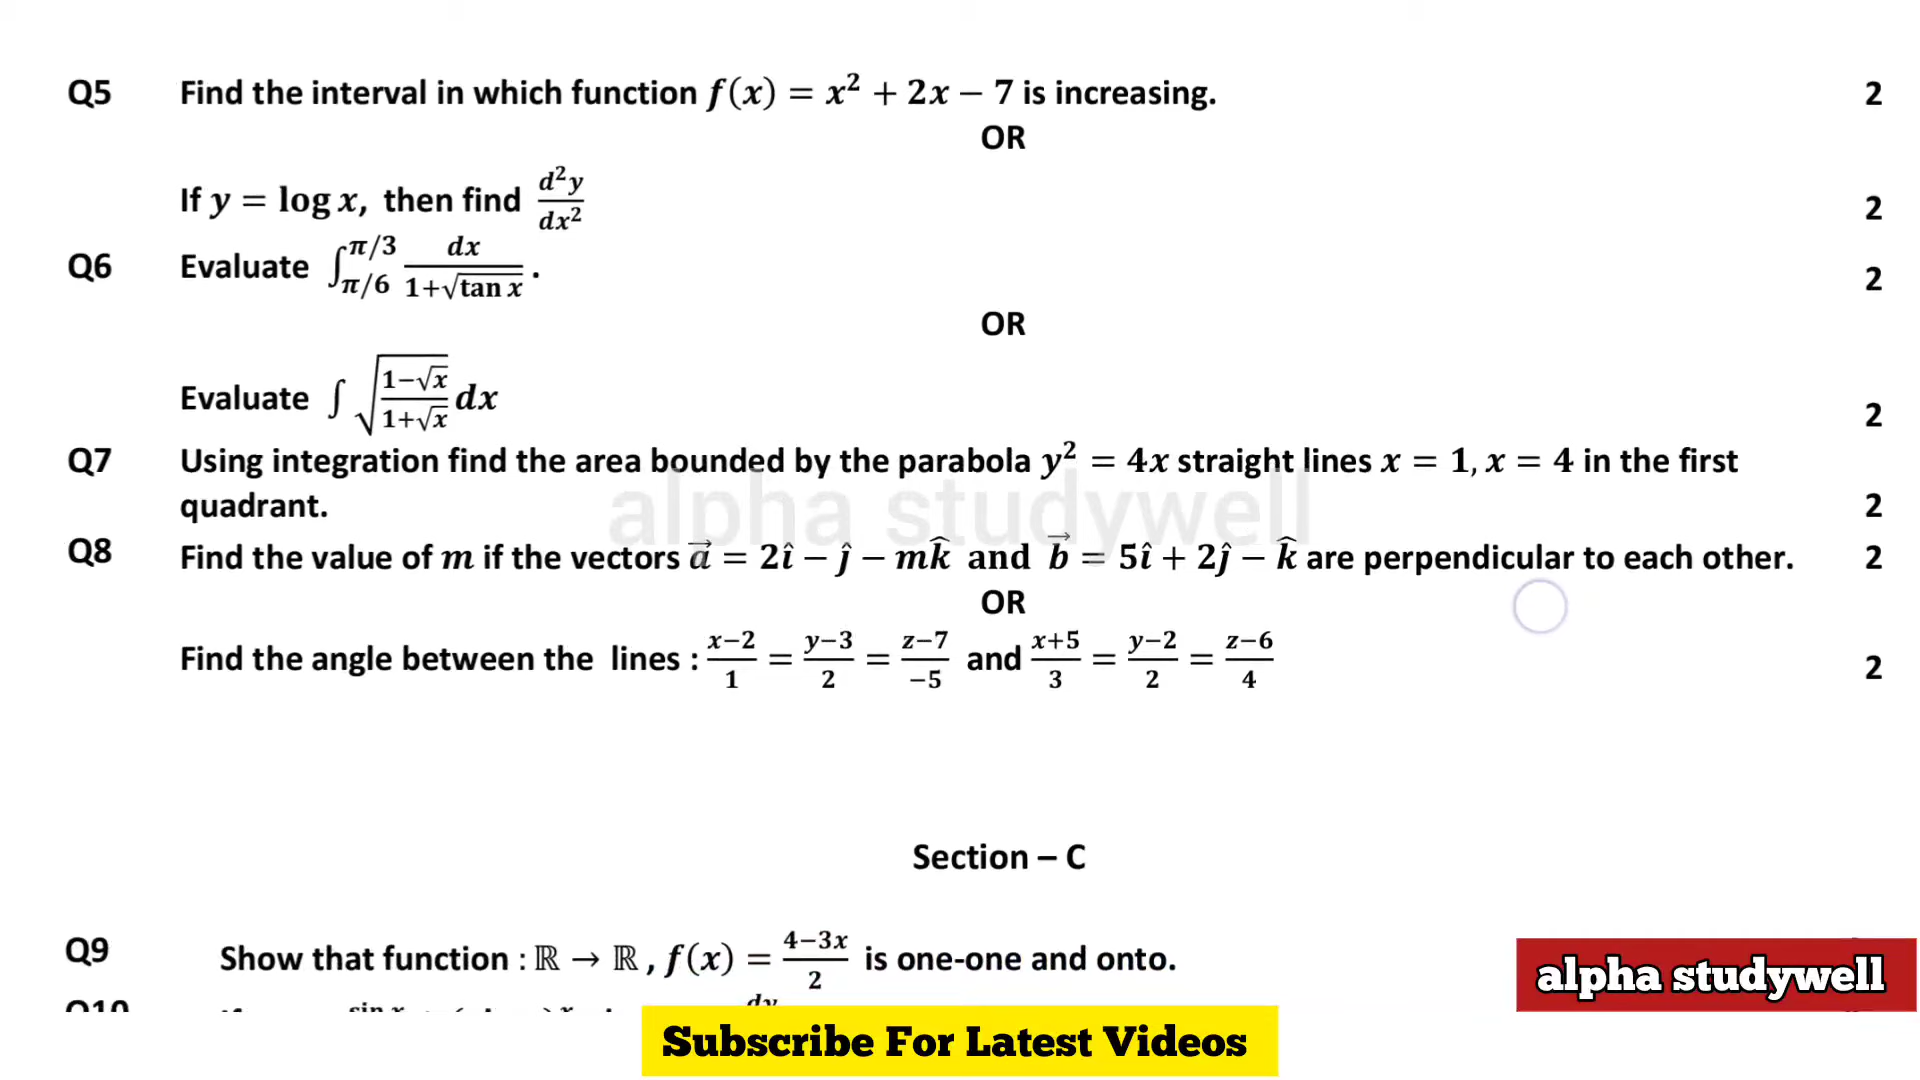 Q5 Find the interval in which function f(x) = x² + 2x − 7 is increasing. 2
OR
If y = log x, then find d²y/dx² 2
Q6 Evaluate ∫_{π/6}^{π/3} dx/(1+√tan x) . 2
OR
Evaluate ∫ √((1−√x)/(1+√x)) dx 2
Q7 Using integration find the area bounded by the parabola y² = 4x straight lines x = 1, x = 4 in the first
quadrant. 2
alpha studywell
Q8 Find the value of m if the vectors a⃗ = 2î − ĵ − mk̂ and b⃗ = 5î + 2ĵ − k̂ are perpendicular to each other. 2
OR
Find the angle between the lines : (x−2)/1 = (y−3)/2 = (z−7)/−5 and (x+5)/3 = (y−2)/2 = (z−6)/4 2
Section – C
Q9 Show that function : ℝ → ℝ , f(x) = (4−3x)/2 is one-one and onto.
alpha studywell
Q10
Subscribe For Latest Videos